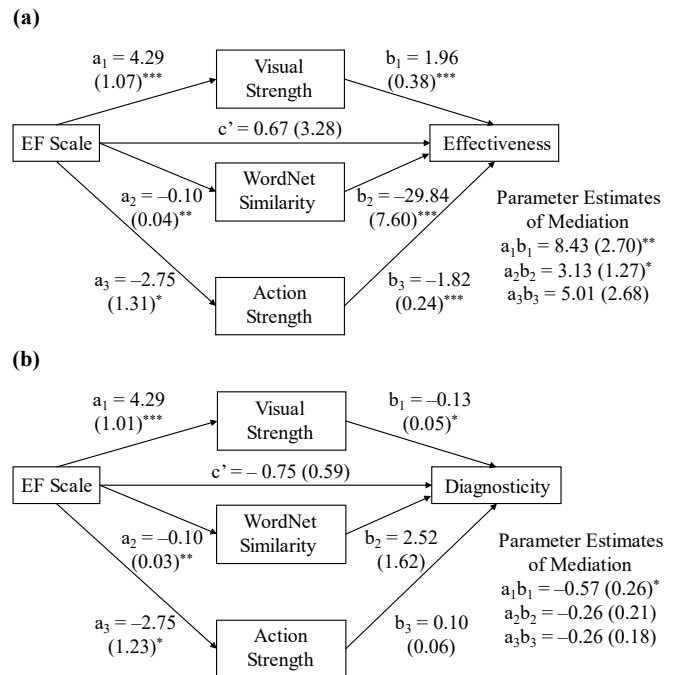 (a)
a₁ = 4.29
(1.07)***
Visual
Strength
b₁ = 1.96
(0.38)***
EF Scale
c’ = 0.67 (3.28)
Effectiveness
a₂ = –0.10
(0.04)**
WordNet
Similarity
b₂ = –29.84
(7.60)***
a₃ = –2.75
(1.31)*
Action
Strength
b₃ = –1.82
(0.24)***
Parameter Estimates
of Mediation
a₁b₁ = 8.43 (2.70)**
a₂b₂ = 3.13 (1.27)*
a₃b₃ = 5.01 (2.68)
(b)
a₁ = 4.29
(1.01)***
Visual
Strength
b₁ = –0.13
(0.05)*
EF Scale
c’ = – 0.75 (0.59)
Diagnosticity
a₂ = –0.10
(0.03)**
WordNet
Similarity
b₂ = 2.52
(1.62)
a₃ = –2.75
(1.23)*
Action
Strength
b₃ = 0.10
(0.06)
Parameter Estimates
of Mediation
a₁b₁ = –0.57 (0.26)*
a₂b₂ = –0.26 (0.21)
a₃b₃ = –0.26 (0.18)